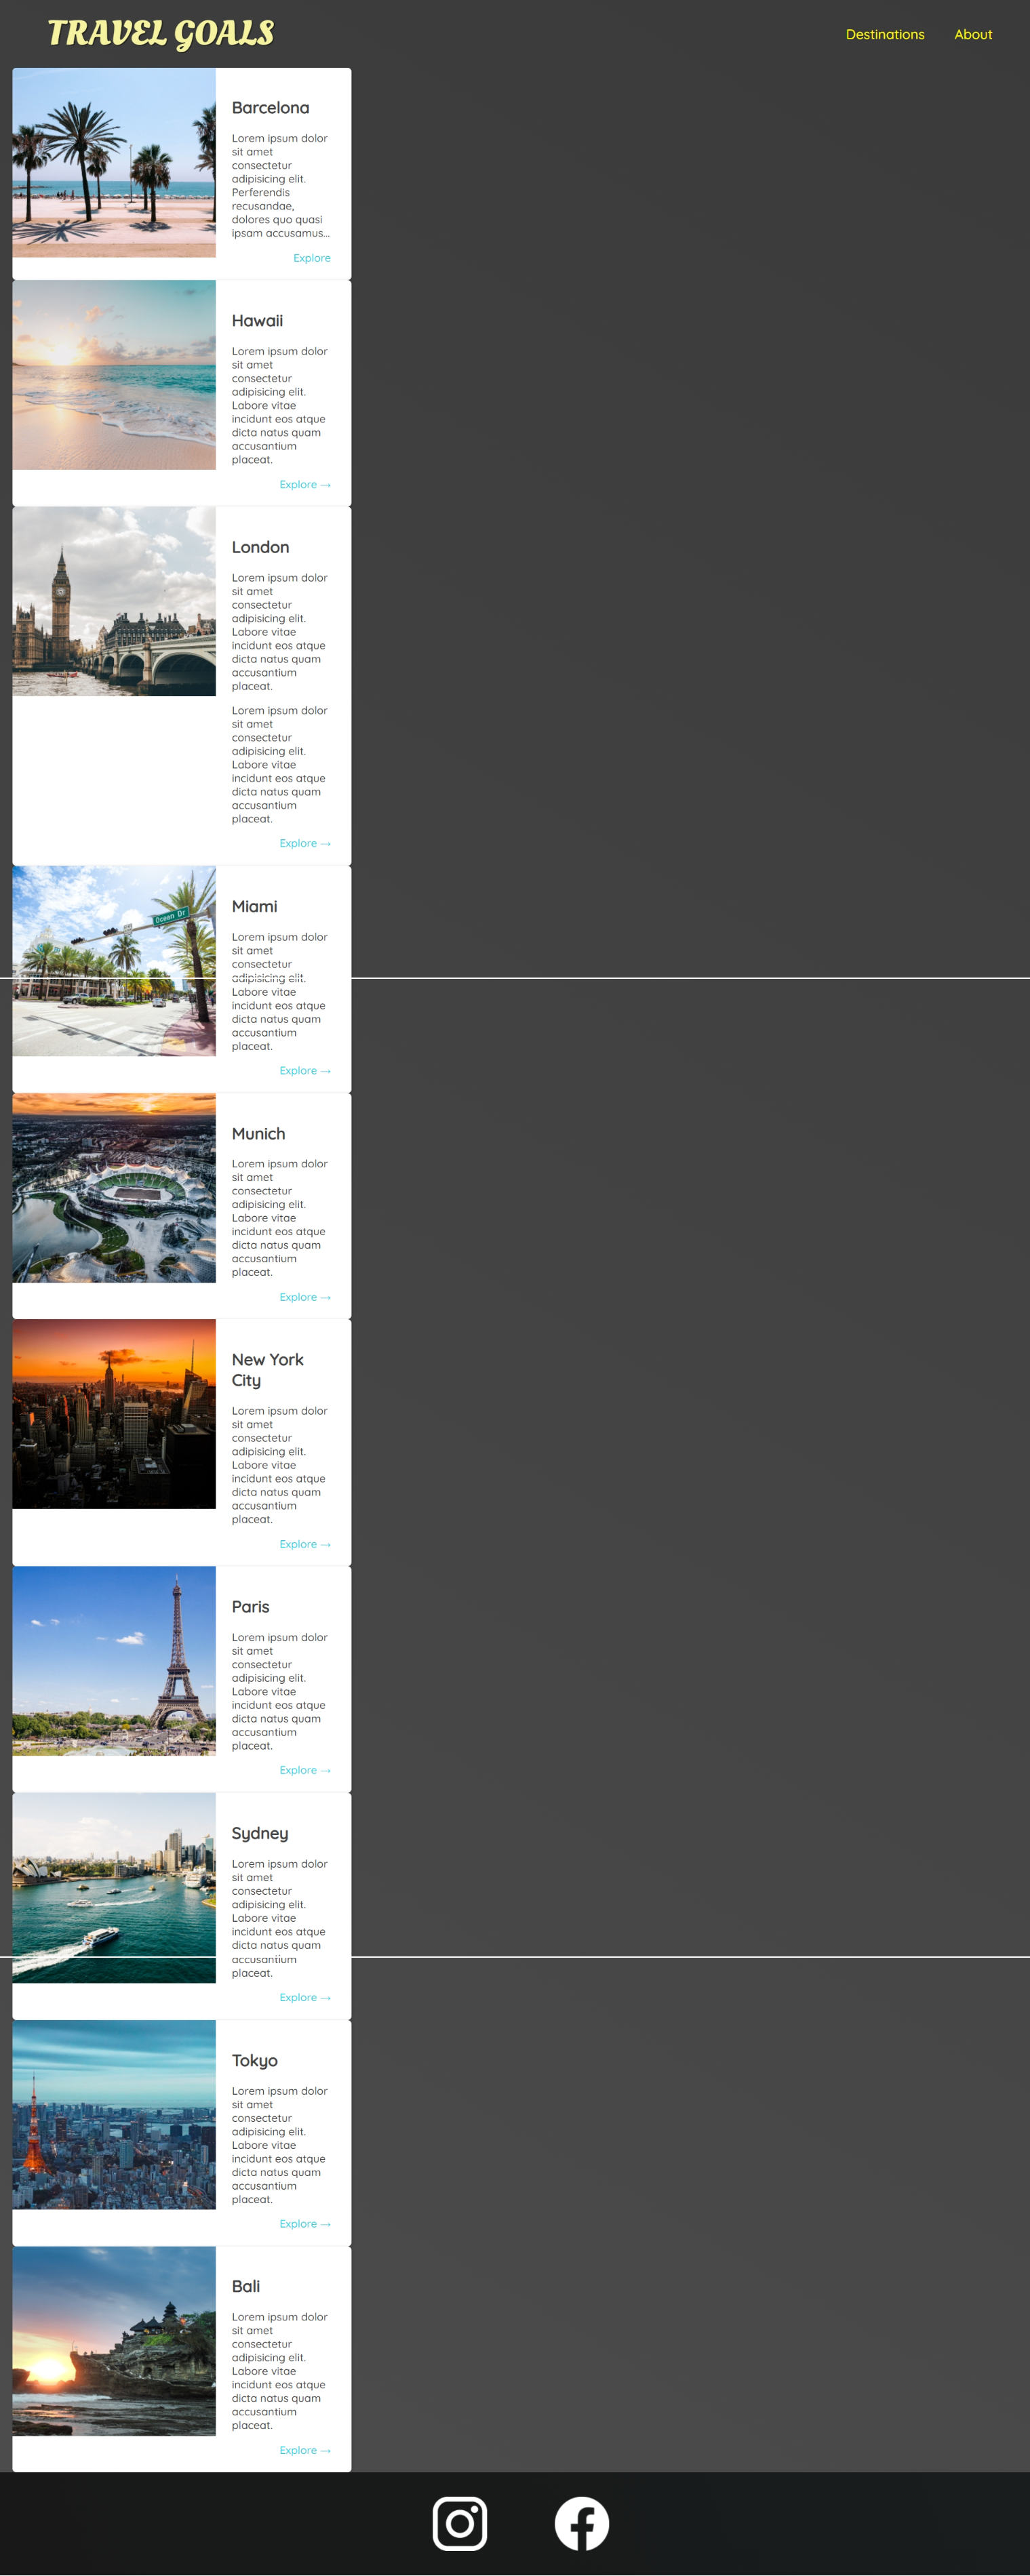 TRAVEL GOALS
Destinations
About
Barcelona
Lorem ipsum dolor
sit amet
consectetur
adipisicing elit.
Perferendis
recusandae,
dolores quo quasi
ipsam accusamus...
Explore
Hawaii
Lorem ipsum dolor
sit amet
consectetur
adipisicing elit.
Labore vitae
incidunt eos atque
dicta natus quam
accusantium
placeat.
Explore →
London
Lorem ipsum dolor
sit amet
consectetur
adipisicing elit.
Labore vitae
incidunt eos atque
dicta natus quam
accusantium
placeat.
Lorem ipsum dolor
sit amet
consectetur
adipisicing elit.
Labore vitae
incidunt eos atque
dicta natus quam
accusantium
placeat.
Explore →
Ocean Dr
Miami
Lorem ipsum dolor
sit amet
consectetur
adipisicing elit.
Labore vitae
incidunt eos atque
dicta natus quam
accusantium
placeat.
Explore →
Munich
Lorem ipsum dolor
sit amet
consectetur
adipisicing elit.
Labore vitae
incidunt eos atque
dicta natus quam
accusantium
placeat.
Explore →
New York
City
Lorem ipsum dolor
sit amet
consectetur
adipisicing elit.
Labore vitae
incidunt eos atque
dicta natus quam
accusantium
placeat.
Explore →
Paris
Lorem ipsum dolor
sit amet
consectetur
adipisicing elit.
Labore vitae
incidunt eos atque
dicta natus quam
accusantium
placeat.
Explore →
Sydney
Lorem ipsum dolor
sit amet
consectetur
adipisicing elit.
Labore vitae
incidunt eos atque
dicta natus quam
accusantium
placeat.
Explore →
Tokyo
Lorem ipsum dolor
sit amet
consectetur
adipisicing elit.
Labore vitae
incidunt eos atque
dicta natus quam
accusantium
placeat.
Explore →
Bali
Lorem ipsum dolor
sit amet
consectetur
adipisicing elit.
Labore vitae
incidunt eos atque
dicta natus quam
accusantium
placeat.
Explore →